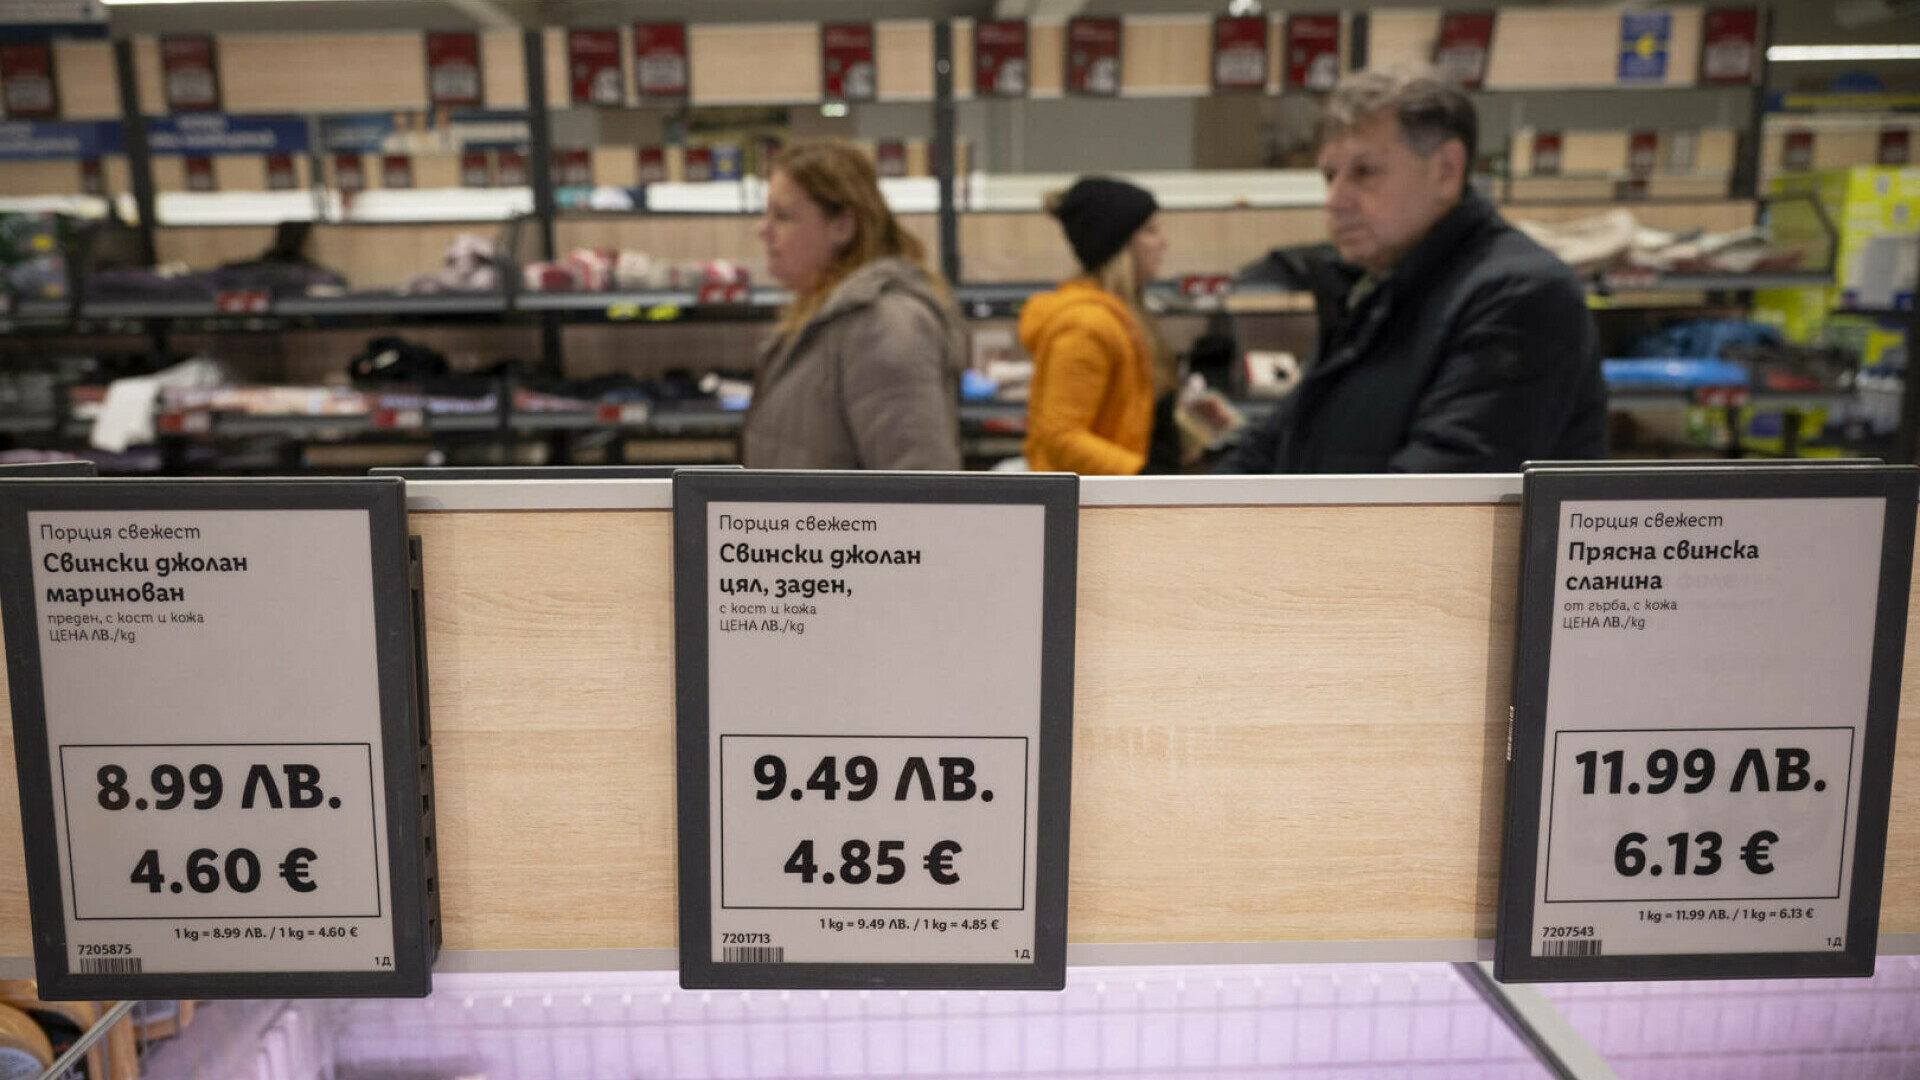 Порция свежест
Свински джолан
маринован
преден, с кост и кожа
ЦЕНА ЛВ./kg
8.99 ЛВ.
4.60 €
1 kg = 8.99 ЛВ. / 1 kg = 4.60 €
7205875
1Д
Порция свежест
Свински джолан
цял, заден,
с кост и кожа
ЦЕНА ЛВ./kg
9.49 ЛВ.
4.85 €
1 kg = 9.49 ЛВ. / 1 kg = 4.85 €
7201713
1Д
Порция свежест
Прясна свинска
сланина
от гърба, с кожа
ЦЕНА ЛВ./kg
11.99 ЛВ.
6.13 €
1 kg = 11.99 ЛВ. / 1 kg = 6.13 €
7207543
1Д